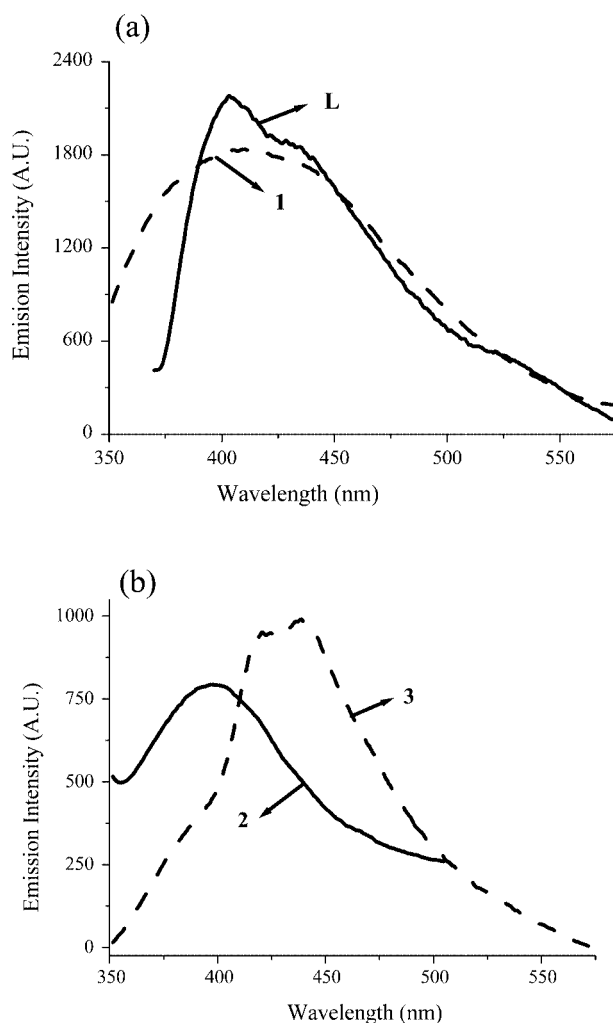 (a)
2400
1800
1200
600
0
Emision Intensity (A.U.)
L
1
350 400 450 500 550
Wavelength (nm)
(b)
1000
750
500
250
0
Emission Intensity (A.U.)
3
2
350 400 450 500 550
Wavelength (nm)